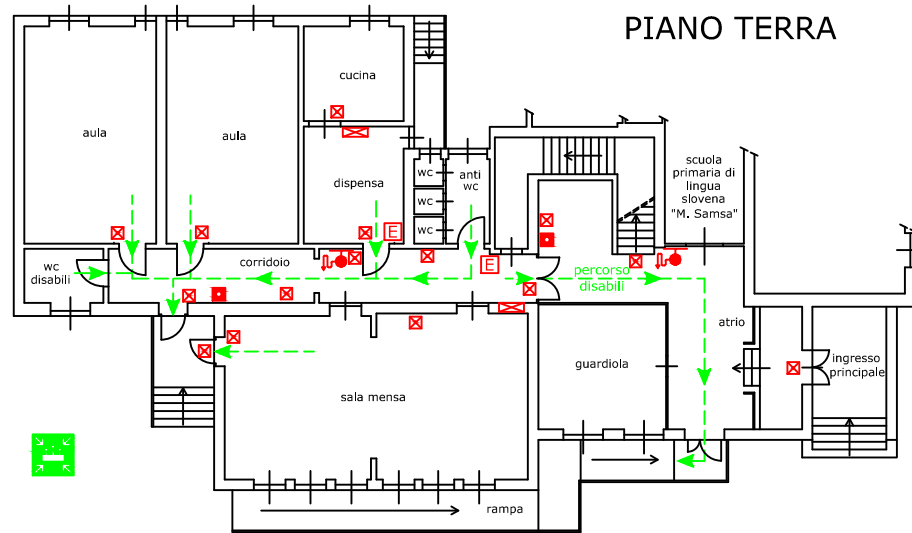 PIANO TERRA
cucina
aula
aula
dispensa
wc
wc
wc
anti
wc
scuola
primaria di
lingua
slovena
"M. Samsa"
E
E
wc
disabili
corridoio
percorso
disabili
atrio
guardiola
ingresso
principale
sala mensa
rampa